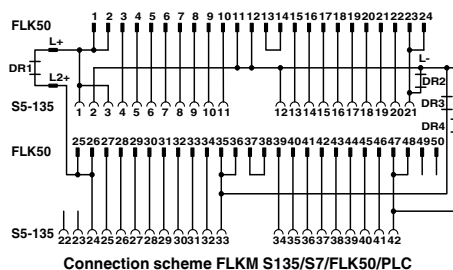 1 2 3 4 5 6 7 8 9 10 11 12 13 14 15 16 17 18 19 20 21 22 23 24
FLK50
L+
L-
DR1
DR2
L2+
DR3
S5-135
1 2 3 4 5 6 7 8 9 10 11 12 13 14 15 16 17 18 19 20 21
DR4
FLK50
25 26 27 28 29 30 31 32 33 34 35 36 37 38 39 40 41 42 43 44 45 46 47 48 49 50
S5-135
22 23 24 25 26 27 28 29 30 31 32 33 34 35 36 37 38 39 40 41 42
Connection scheme FLKM S135/S7/FLK50/PLC